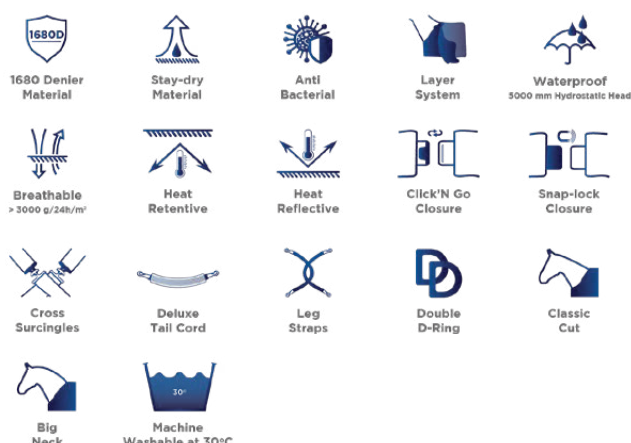 1680D
1680 Denier
Material
Stay-dry
Material
Anti
Bacterial
Layer
System
Waterproof
3000 mm Hydrostatic Head
Breathable
> 3000 g/24h/m²
Heat
Retentive
Heat
Reflective
Click'N Go
Closure
Snap-lock
Closure
Cross
Surcingles
Deluxe
Tail Cord
Leg
Straps
Double
D-Ring
Classic
Cut
Big
Neck
30°
Machine
Washable at 30°C